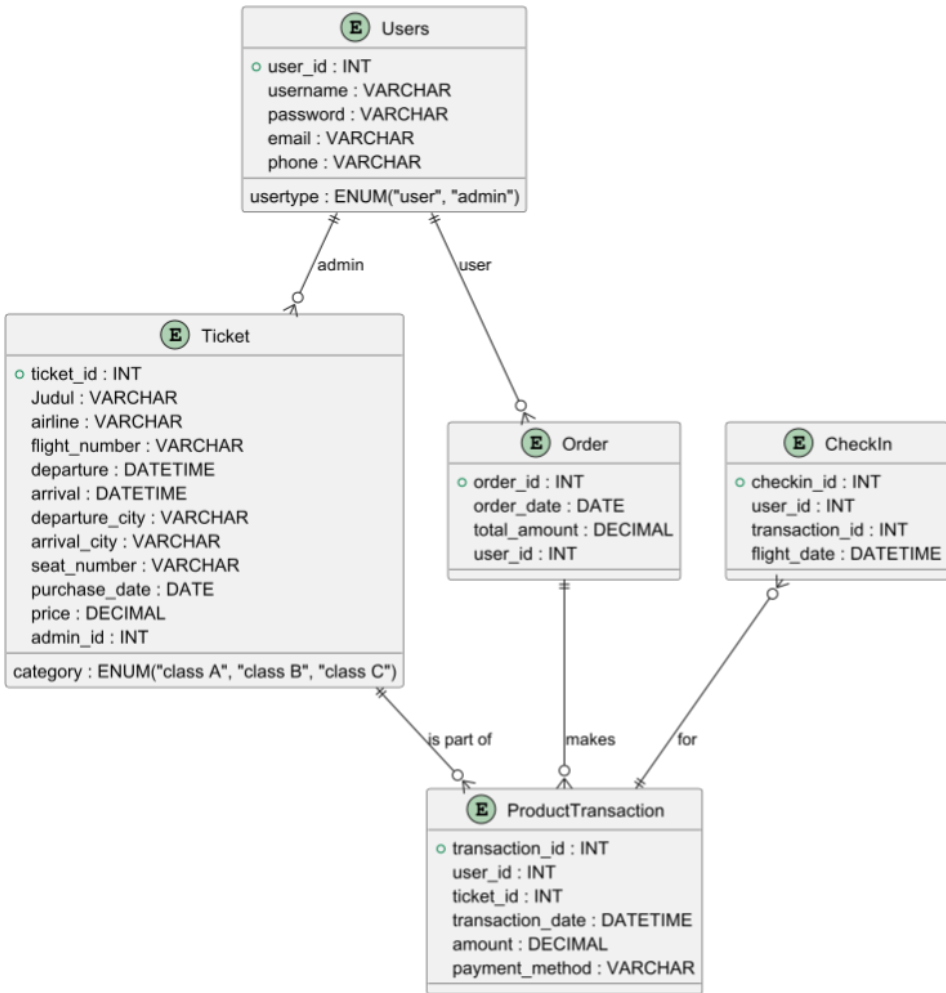 E Users
user_id : INT
username : VARCHAR
password : VARCHAR
email : VARCHAR
phone : VARCHAR
usertype : ENUM("user", "admin")
admin
user
E Ticket
ticket_id : INT
Judul : VARCHAR
airline : VARCHAR
flight_number : VARCHAR
departure : DATETIME
arrival : DATETIME
departure_city : VARCHAR
arrival_city : VARCHAR
seat_number : VARCHAR
purchase_date : DATE
price : DECIMAL
admin_id : INT
category : ENUM("class A", "class B", "class C")
E Order
order_id : INT
order_date : DATE
total_amount : DECIMAL
user_id : INT
E CheckIn
checkin_id : INT
user_id : INT
transaction_id : INT
flight_date : DATETIME
is part of
makes
for
E ProductTransaction
transaction_id : INT
user_id : INT
ticket_id : INT
transaction_date : DATETIME
amount : DECIMAL
payment_method : VARCHAR